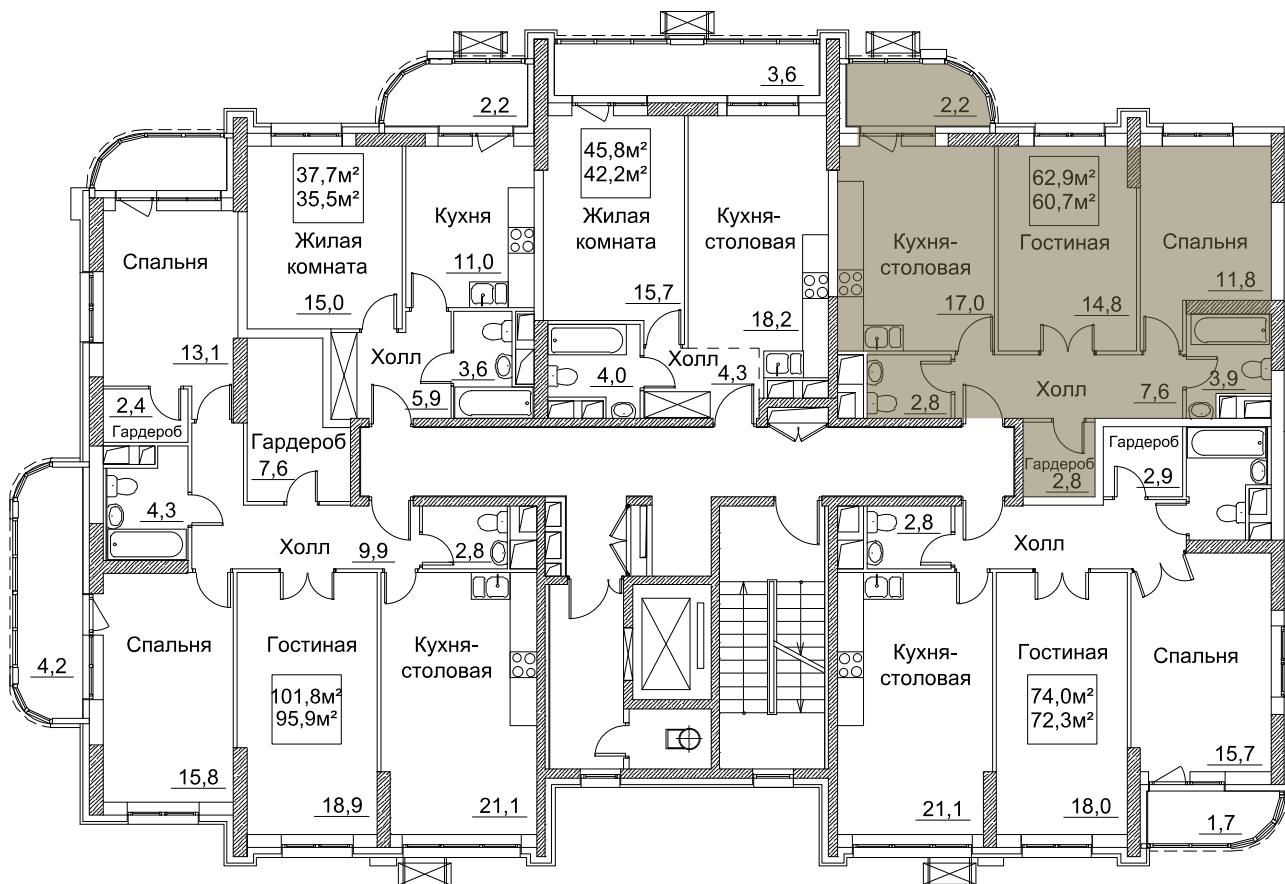 3,6
2,2
2,2
37,7м²
35,5м²
45,8м²
42,2м²
62,9м²
60,7м²
Спальня
Жилая
комната
Кухня
Жилая
комната
Кухня-
столовая
Кухня-
столовая
Гостиная
Спальня
13,1
15,0
11,0
15,7
18,2
17,0
14,8
11,8
2,4
Гардероб
Холл
5,9
3,6
4,0
Холл
4,3
2,8
Холл
7,6
3,9
Гардероб
7,6
Гардероб
2,8
Гардероб
2,9
4,3
Холл
9,9
2,8
2,8
Холл
4,2
Спальня
Гостиная
Кухня-
столовая
Кухня-
столовая
Гостиная
Спальня
101,8м²
95,9м²
74,0м²
72,3м²
15,8
18,9
21,1
21,1
18,0
15,7
1,7